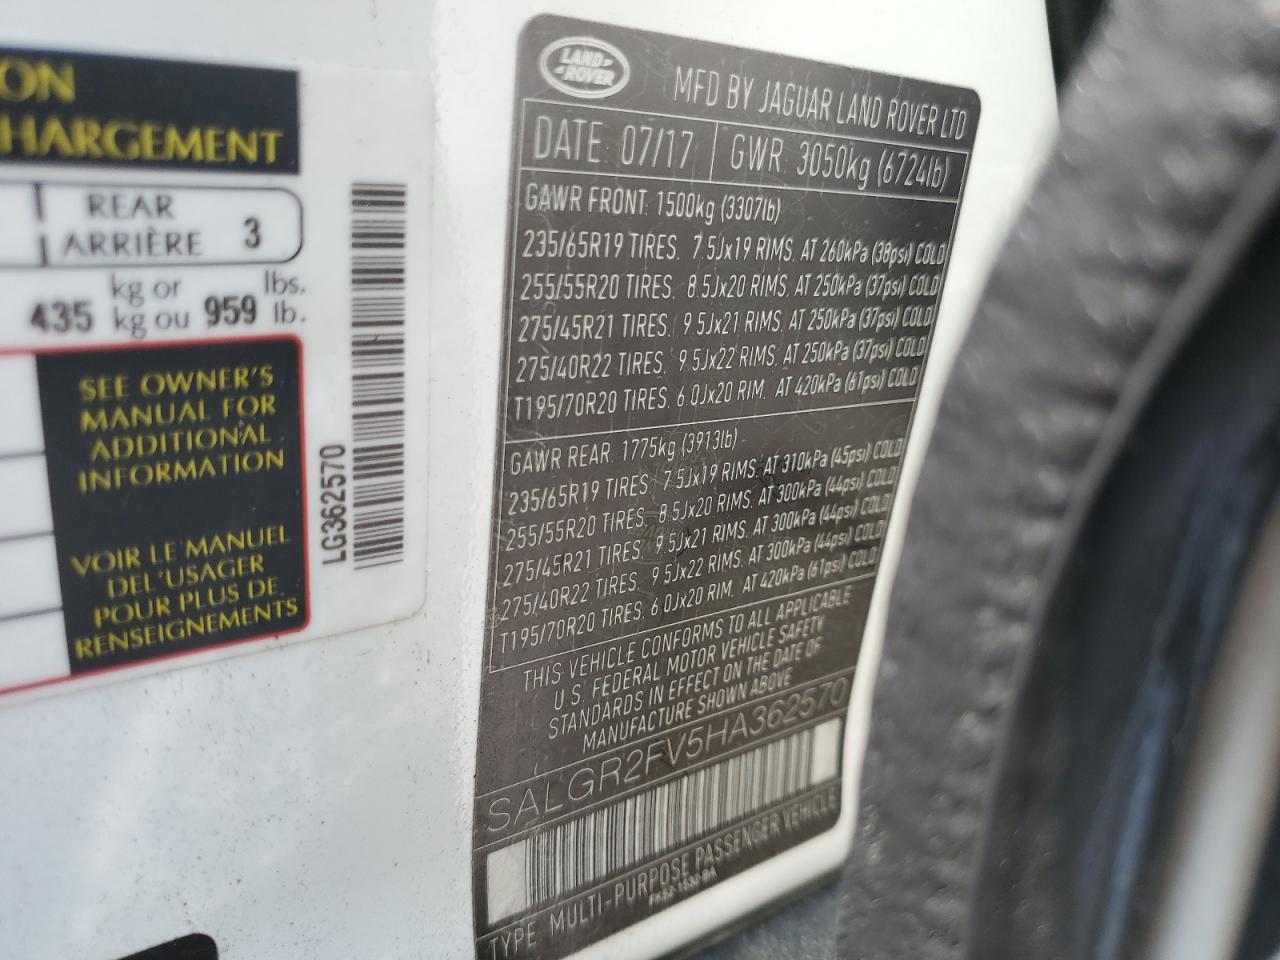 ON
HARGEMENT
REAR
ARRIÈRE 3
435 kg or 959 lbs.
kg ou lb.
SEE OWNER'S
MANUAL FOR
ADDITIONAL
INFORMATION
VOIR LE MANUEL
DE L'USAGER
POUR PLUS DE
RENSEIGNEMENTS
LG362570
LAND
ROVER
MFD BY JAGUAR LAND ROVER LTD
DATE 07/17 GWR 3050kg (6724lb)
GAWR FRONT 1500kg (3307lb)
235/65R19 TIRES. 7.5Jx19 RIMS. AT 260kPa (38psi) COLD
255/55R20 TIRES. 8.5Jx20 RIMS. AT 250kPa (37psi) COLD
275/45R21 TIRES. 9.5Jx21 RIMS. AT 250kPa (37psi) COLD
275/40R22 TIRES. 9.5Jx22 RIMS. AT 250kPa (37psi) COLD
T195/70R20 TIRES. 6.0Jx20 RIM. AT 420kPa (61psi) COLD
GAWR REAR 1775kg (3913lb)
235/65R19 TIRES. 7.5Jx19 RIMS. AT 310kPa (45psi) COLD
255/55R20 TIRES. 8.5Jx20 RIMS. AT 300kPa (44psi) COLD
275/45R21 TIRES. 9.5Jx21 RIMS. AT 300kPa (44psi) COLD
275/40R22 TIRES. 9.5Jx22 RIMS. AT 300kPa (44psi) COLD
T195/70R20 TIRES. 6.0Jx20 RIM. AT 420kPa (61psi) COLD
THIS VEHICLE CONFORMS TO ALL APPLICABLE
U.S. FEDERAL MOTOR VEHICLE SAFETY
STANDARDS IN EFFECT ON THE DATE OF
MANUFACTURE SHOWN ABOVE
SALGR2FV5HA362570
TYPE MULTI-PURPOSE PASSENGER VEHICLE